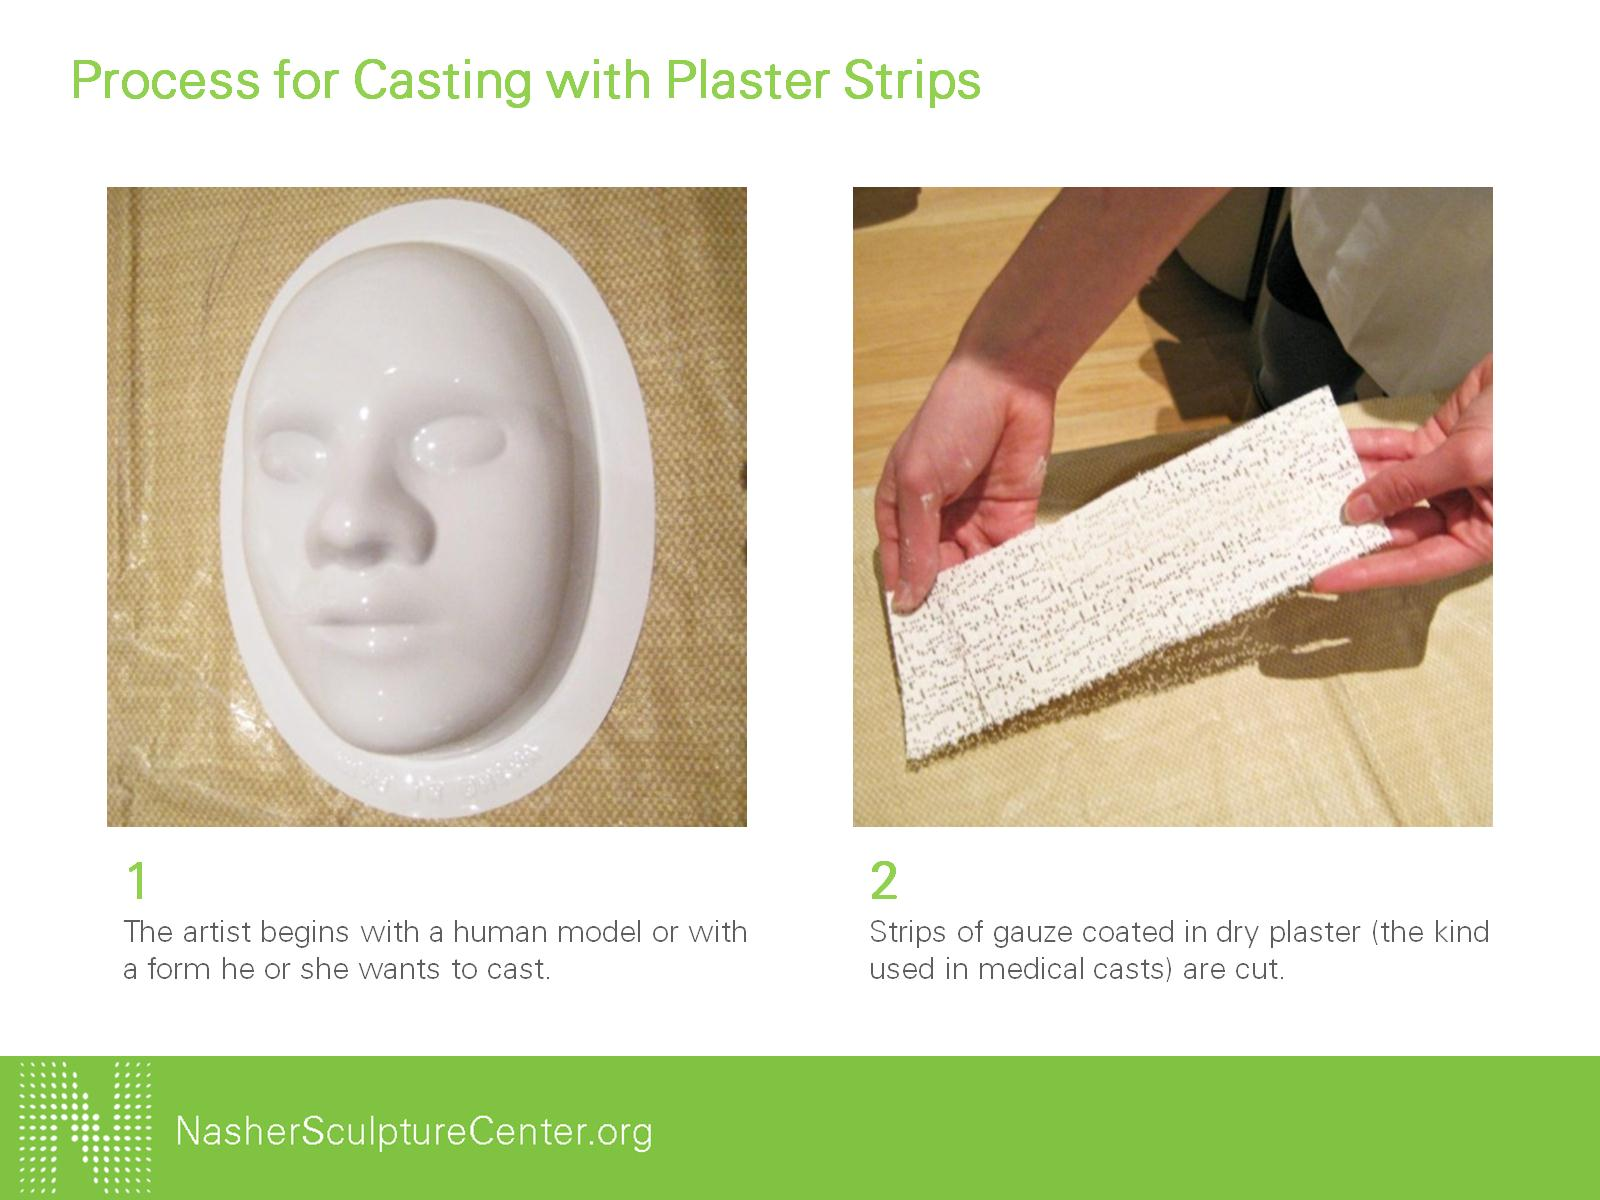 Process for Casting with Plaster Strips
1
The artist begins with a human model or with
a form he or she wants to cast.
2
Strips of gauze coated in dry plaster (the kind
used in medical casts) are cut.
NasherSculptureCenter.org